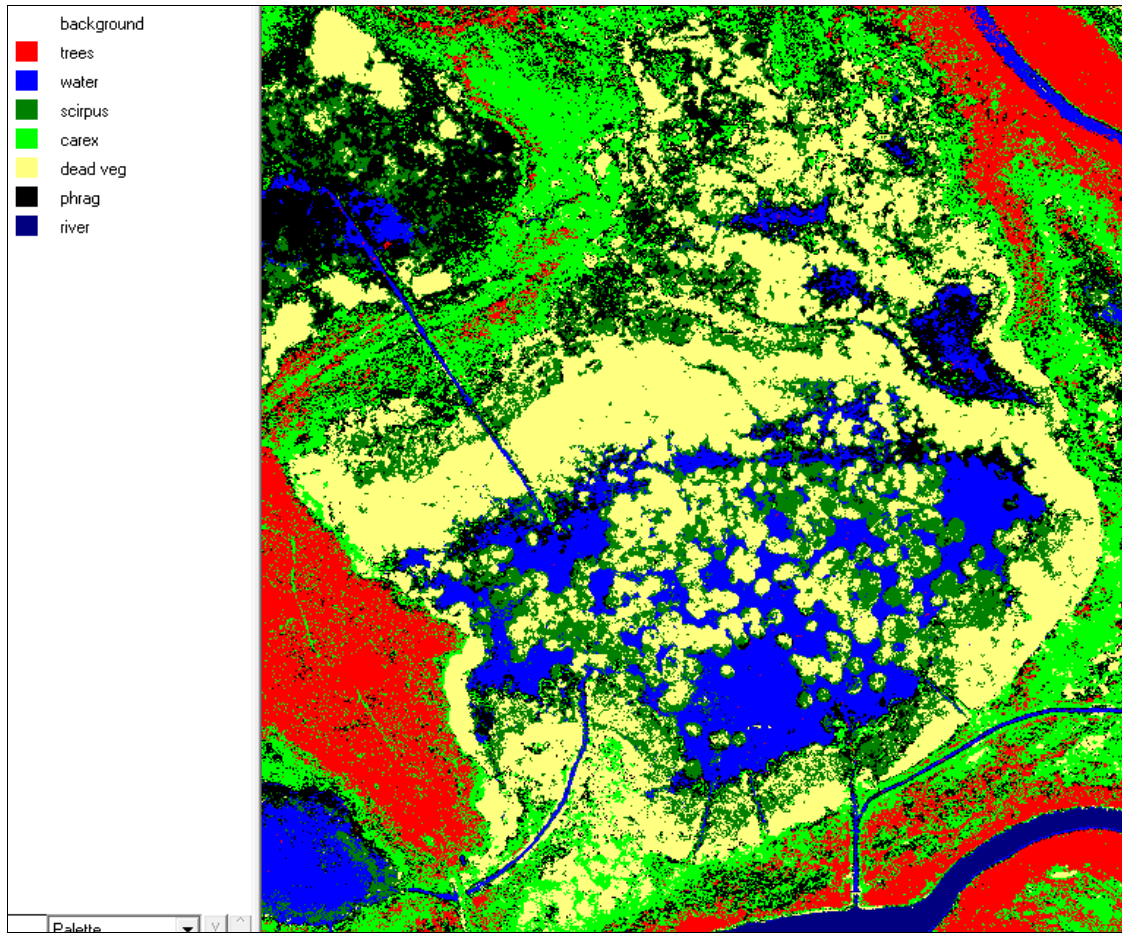 background
trees
water
scirpus
carex
dead veg
phrag
river
Palette